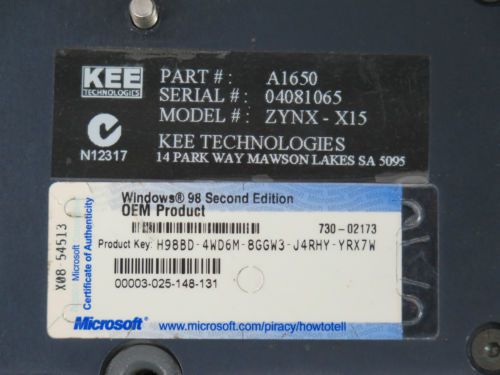 KEE
TECHNOLOGIES
N12317
PART # : A1650
SERIAL # : 04081065
MODEL # : ZYNX - X15
KEE TECHNOLOGIES
14 PARK WAY MAWSON LAKES SA 5095
X08 54513
Microsoft
Certificate of Authenticity
Windows® 98 Second Edition
OEM Product
730-02173
Product Key: H98BD-4WD6M-8GGW3-J4RHY-YRX7W
00003-025-148-131
Microsoft®
www.microsoft.com/piracy/howtotell